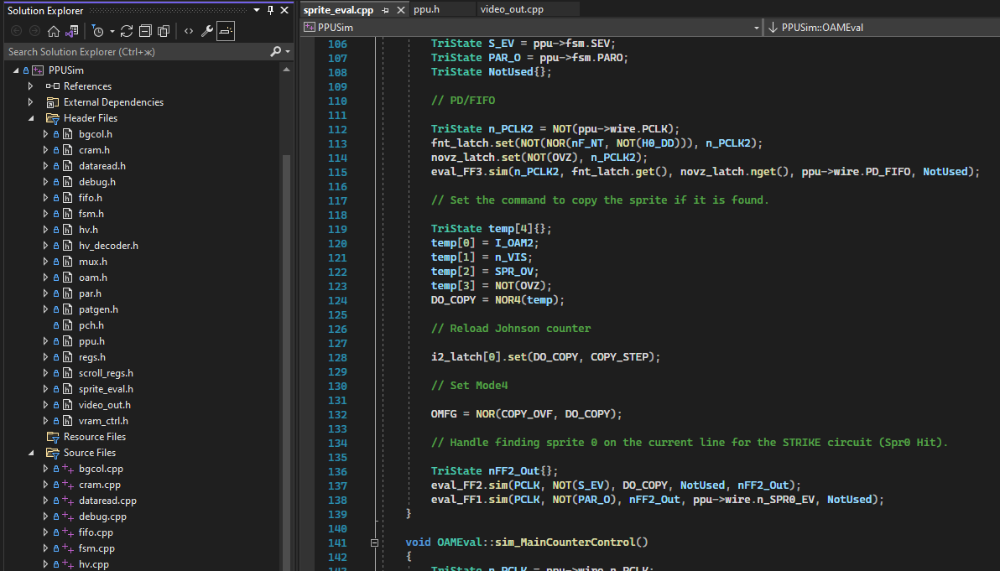 Solution Explorer
Search Solution Explorer (Ctrl+ж)
PPUSim
References
External Dependencies
Header Files
bgcol.h
cram.h
dataread.h
debug.h
fifo.h
fsm.h
hv.h
hv_decoder.h
mux.h
oam.h
par.h
patgen.h
pch.h
ppu.h
regs.h
scroll_regs.h
sprite_eval.h
video_out.h
vram_ctrl.h
Resource Files
Source Files
bgcol.cpp
cram.cpp
dataread.cpp
debug.cpp
fifo.cpp
fsm.cpp
hv.cpp
sprite_eval.cpp ppu.h video_out.cpp
PPUSim PPUSim::OAMEval
106 TriState S_EV = ppu->fsm.SEV;
107 TriState PAR_O = ppu->fsm.PARO;
108 TriState NotUsed{};
109
110 // PD/FIFO
111
112 TriState n_PCLK2 = NOT(ppu->wire.PCLK);
113 fnt_latch.set(NOT(NOR(nF_NT, NOT(H0_DD))), n_PCLK2);
114 novz_latch.set(NOT(OVZ), n_PCLK2);
115 eval_FF3.sim(n_PCLK2, fnt_latch.get(), novz_latch.nget(), ppu->wire.PD_FIFO, NotUsed);
116
117 // Set the command to copy the sprite if it is found.
118
119 TriState temp[4]{};
120 temp[0] = I_OAM2;
121 temp[1] = n_VIS;
122 temp[2] = SPR_OV;
123 temp[3] = NOT(OVZ);
124 DO_COPY = NOR4(temp);
125
126 // Reload Johnson counter
127
128 i2_latch[0].set(DO_COPY, COPY_STEP);
129
130 // Set Mode4
131
132 OMFG = NOR(COPY_OVF, DO_COPY);
133
134 // Handle finding sprite 0 on the current line for the STRIKE circuit (Spr0 Hit).
135
136 TriState nFF2_Out{};
137 eval_FF2.sim(PCLK, NOT(S_EV), DO_COPY, NotUsed, nFF2_Out);
138 eval_FF1.sim(PCLK, NOT(PAR_O), nFF2_Out, ppu->wire.n_SPR0_EV, NotUsed);
139 }
140
141 void OAMEval::sim_MainCounterControl()
142 {
143 TriState n_PCLK = ppu->wire.n_PCLK;